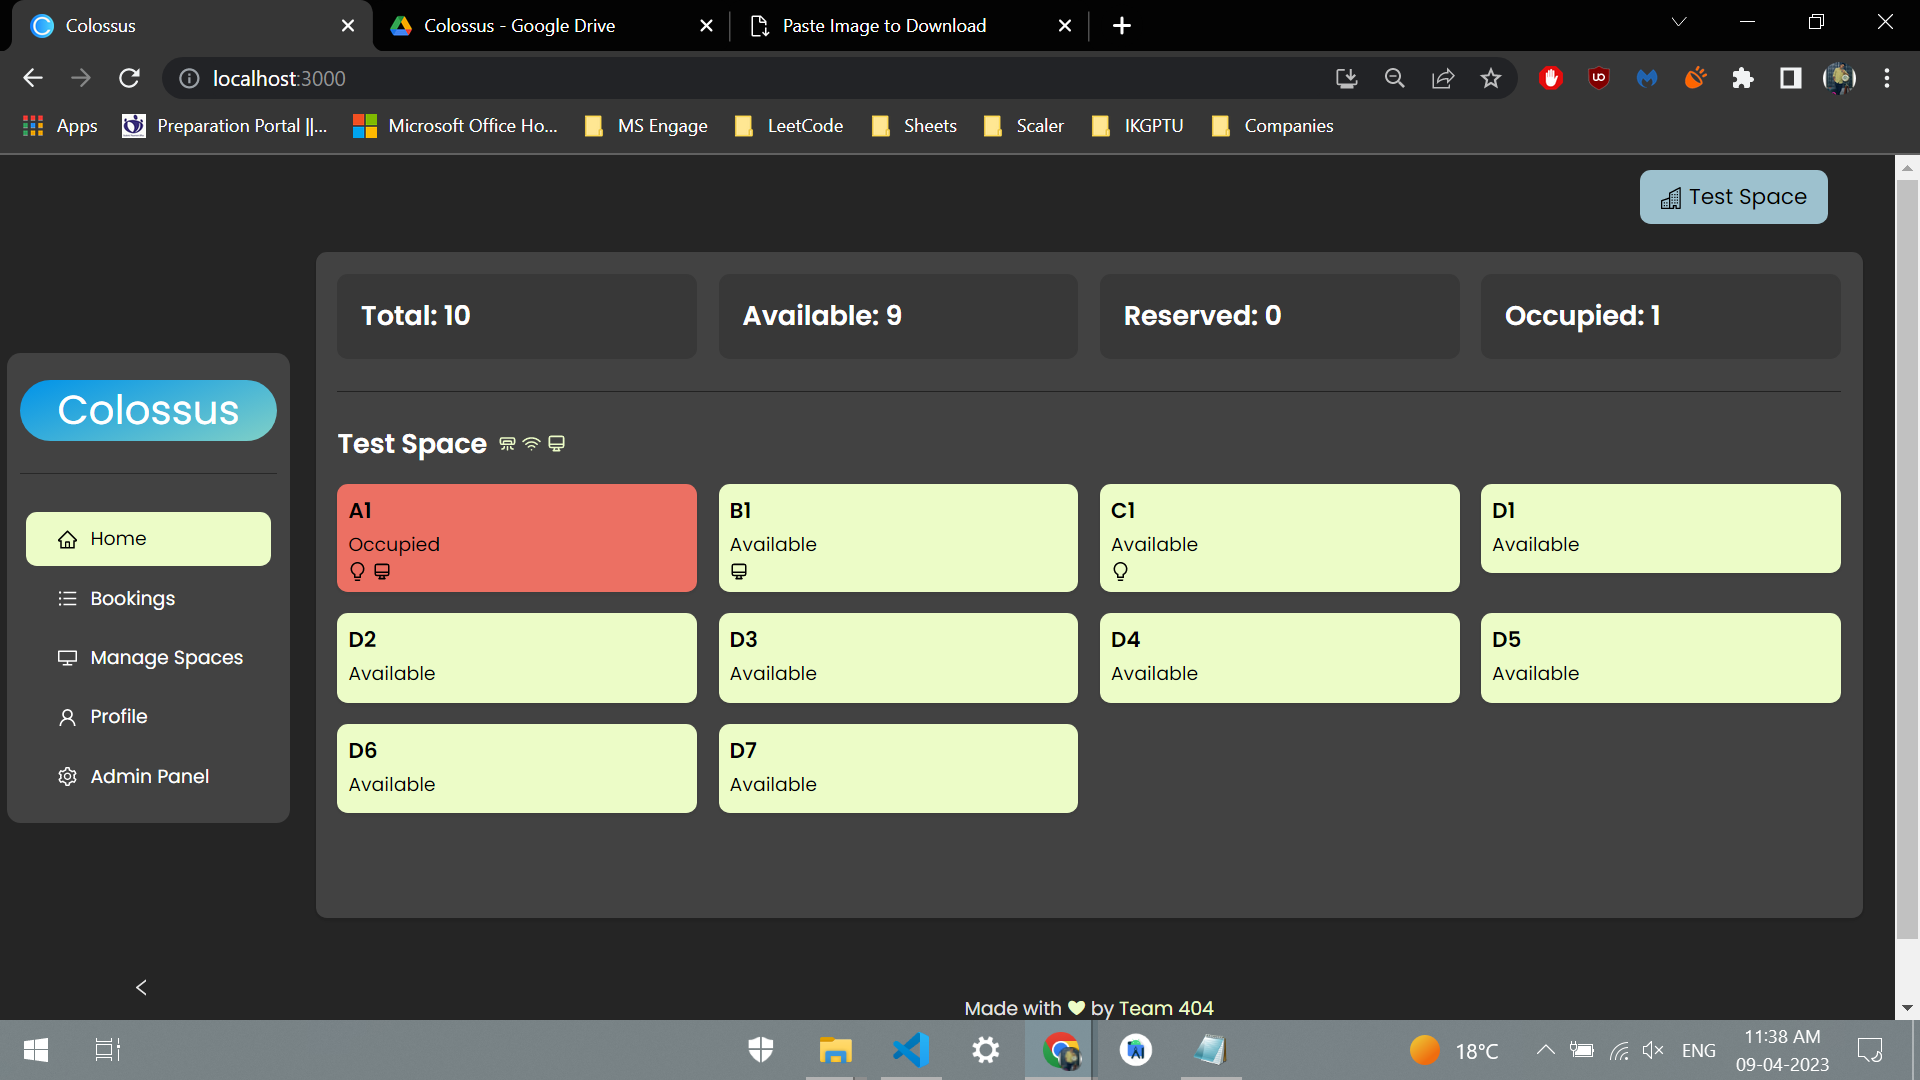 Colossus
Colossus - Google Drive
Paste Image to Download
localhost:3000
Apps
Preparation Portal ||...
Microsoft Office Ho...
MS Engage
LeetCode
Sheets
Scaler
IKGPTU
Companies
Test Space
Total: 10
Available: 9
Reserved: 0
Occupied: 1
Colossus
Home
Bookings
Manage Spaces
Profile
Admin Panel
Test Space
A1
Occupied
B1
Available
C1
Available
D1
Available
D2
Available
D3
Available
D4
Available
D5
Available
D6
Available
D7
Available
Made with ♥ by Team 404
18°C
ENG
11:38 AM
09-04-2023